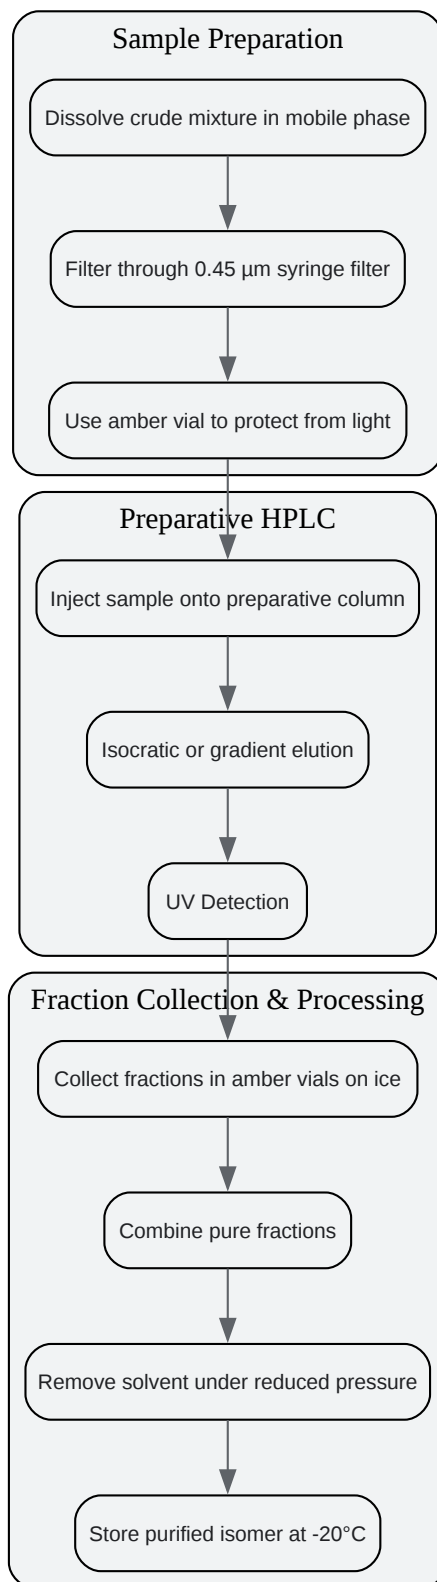 Sample Preparation
Dissolve crude mixture in mobile phase
Filter through 0.45 µm syringe filter
Use amber vial to protect from light
Preparative HPLC
Inject sample onto preparative column
Isocratic or gradient elution
UV Detection
Fraction Collection & Processing
Collect fractions in amber vials on ice
Combine pure fractions
Remove solvent under reduced pressure
Store purified isomer at -20°C